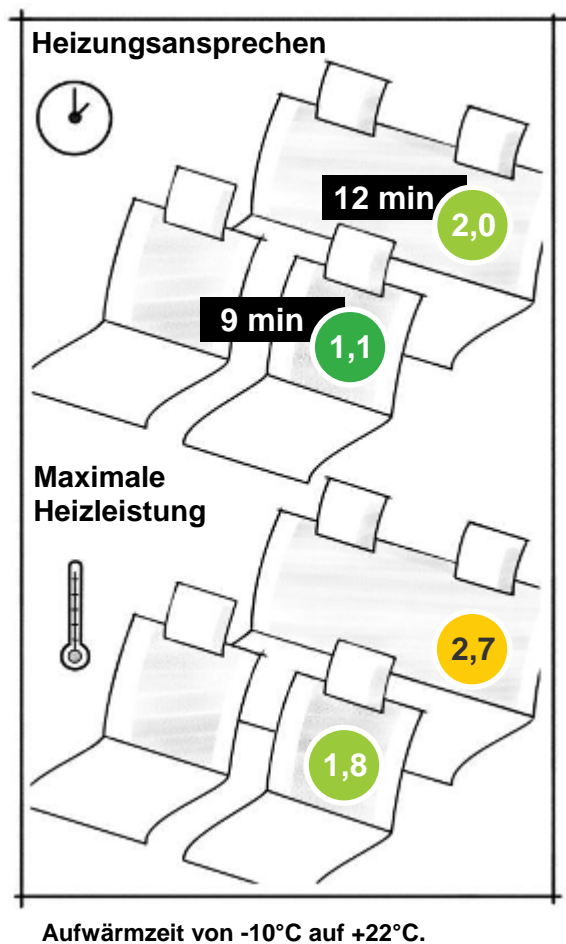 Heizungsansprechen
12 min
2,0
9 min
1,1
Maximale
Heizleistung
2,7
1,8
Aufwärmzeit von -10°C auf +22°C.